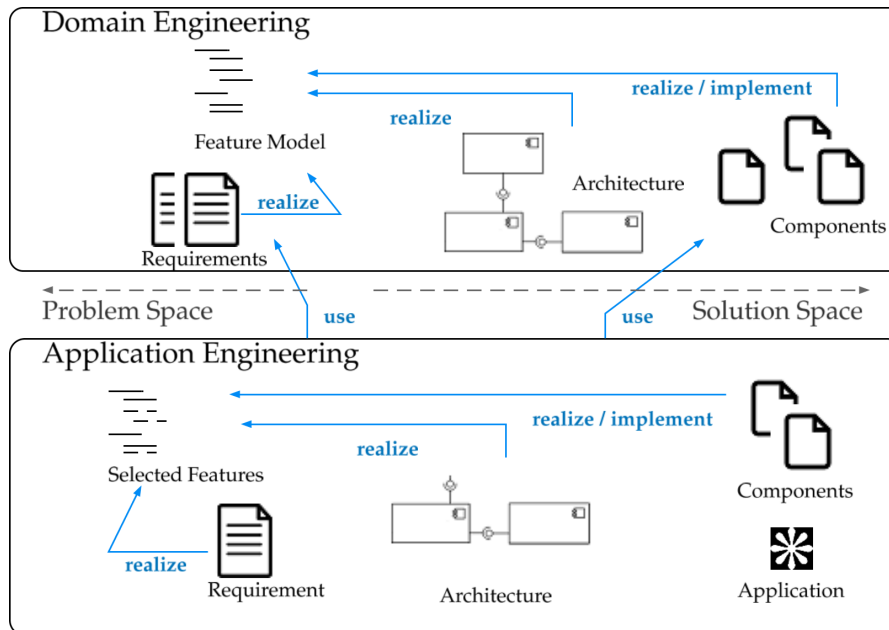 Domain Engineering
realize / implement
realize
Feature Model
Architecture
realize
Components
Requirements
Problem Space
use
use
Solution Space
Application Engineering
realize / implement
realize
Selected Features
Components
realize
Requirement
Architecture
Application